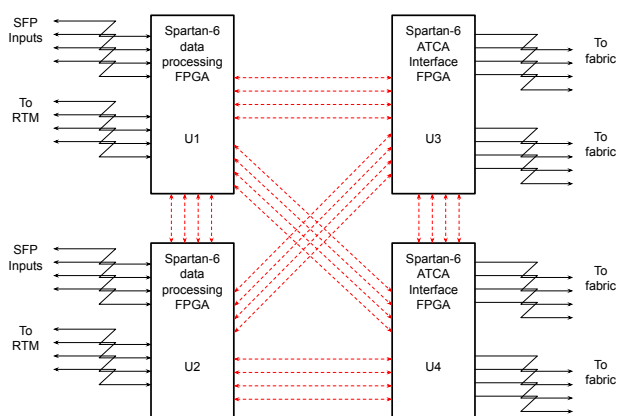 SFP
Inputs
To
RTM
Spartan-6
data
processing
FPGA
U1
Spartan-6
ATCA
Interface
FPGA
U3
To
fabric
To
fabric
SFP
Inputs
To
RTM
Spartan-6
data
processing
FPGA
U2
Spartan-6
ATCA
Interface
FPGA
U4
To
fabric
To
fabric